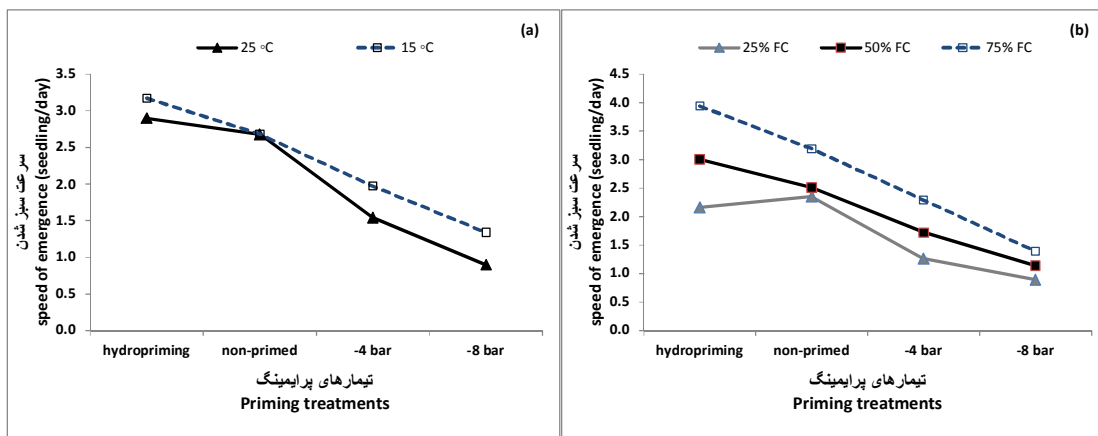 (a)
25 °C 15 °C
3.5
3.0
2.5
2.0
1.5
1.0
0.5
0.0
سرعت سبز شدن
speed of emergence (seedling/day)
hydropriming non-primed -4 bar -8 bar
تیمارهای پرایمینگ
Priming treatments
(b)
25% FC 50% FC 75% FC
4.5
4.0
3.5
3.0
2.5
2.0
1.5
1.0
0.5
0.0
سرعت سبز شدن
speed of emergence (seedling/day)
hydropriming non-primed -4 bar -8 bar
تیمارهای پرایمینگ
Priming treatments